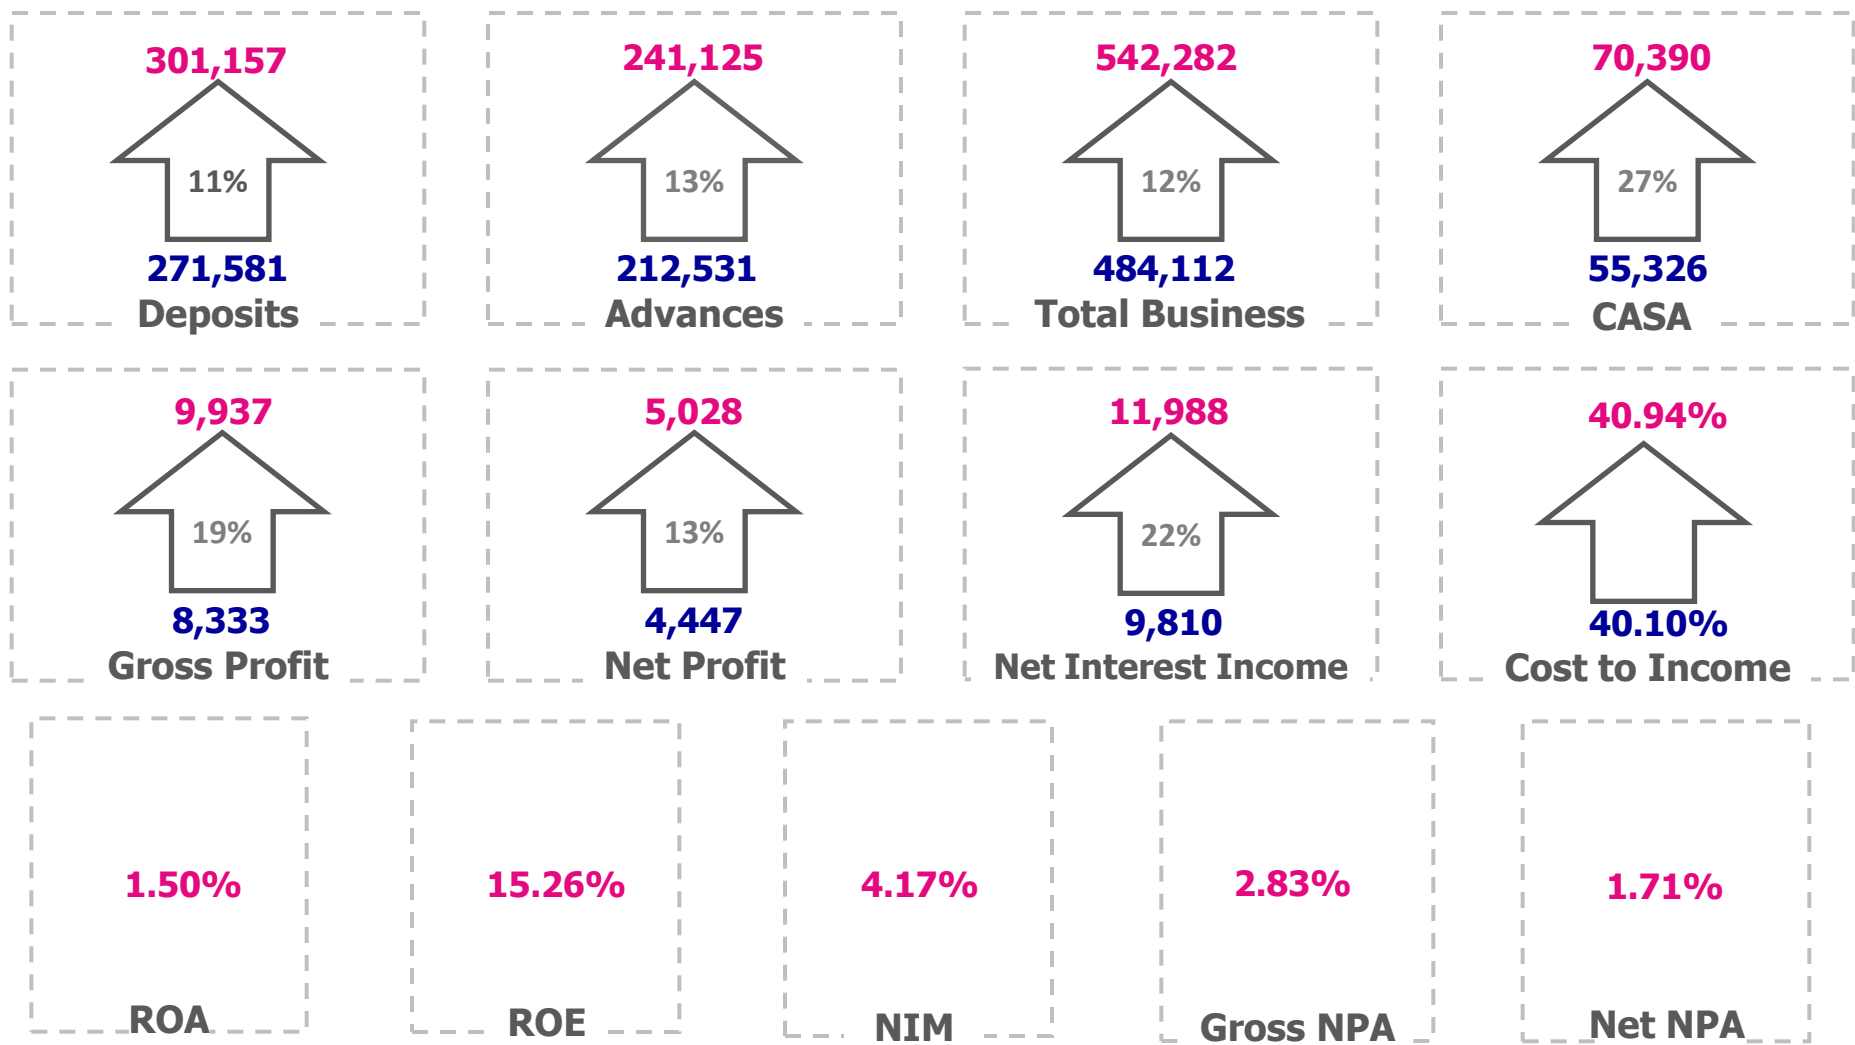 301,157
11%
271,581
Deposits
241,125
13%
212,531
Advances
542,282
12%
484,112
Total Business
70,390
27%
55,326
CASA
9,937
19%
8,333
Gross Profit
5,028
13%
4,447
Net Profit
11,988
22%
9,810
Net Interest Income
40.94%
40.10%
Cost to Income
1.50%
ROA
15.26%
ROE
4.17%
NIM
2.83%
Gross NPA
1.71%
Net NPA